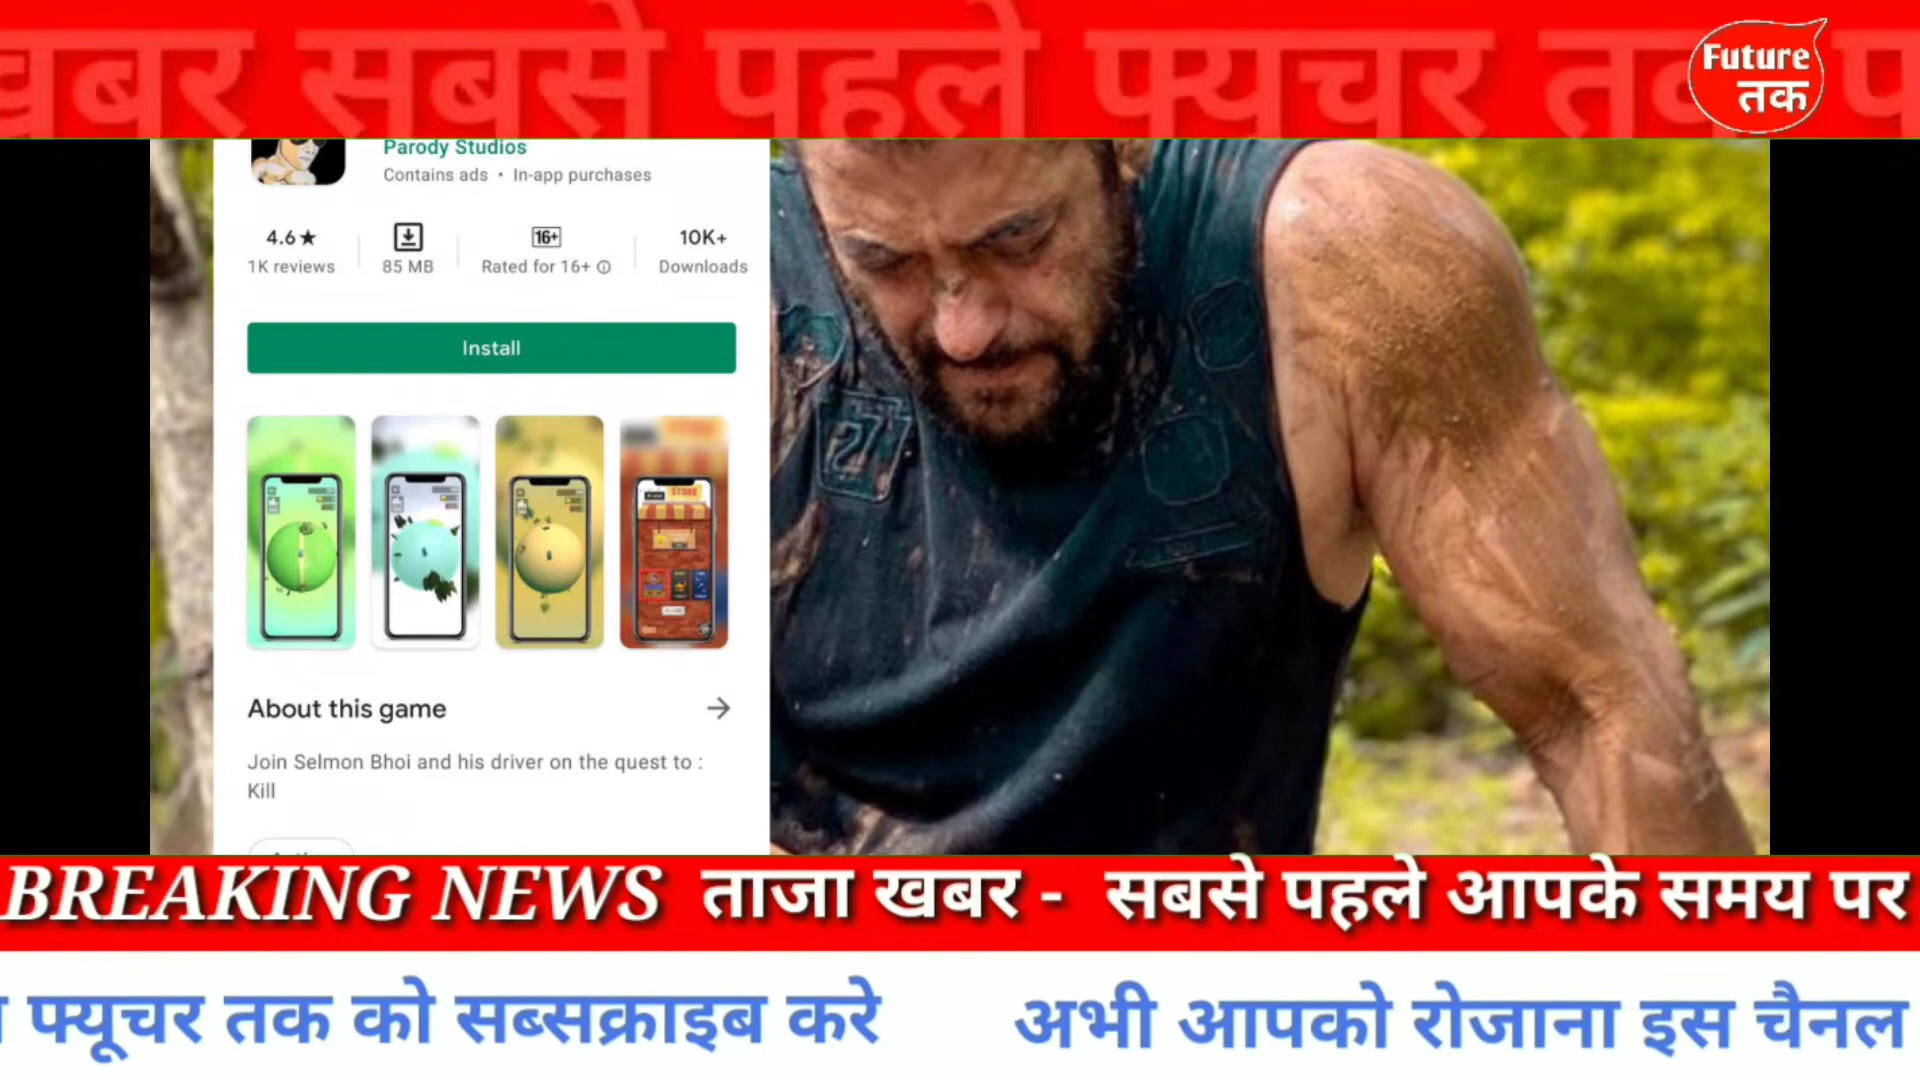 खबर सबसे पहले फ्यूचर तक
Future
तक
Parody Studios
Contains ads • In-app purchases
4.6★
16+
10K+
1K reviews
85 MB
Rated for 16+
Downloads
Install
STORE
About this game
Join Selmon Bhoi and his driver on the quest to :
Kill
27
BREAKING NEWS ताजा खबर - सबसे पहले आपके समय पर
फ्यूचर तक को सब्सक्राइब करे अभी आपको रोजाना इस चैनल